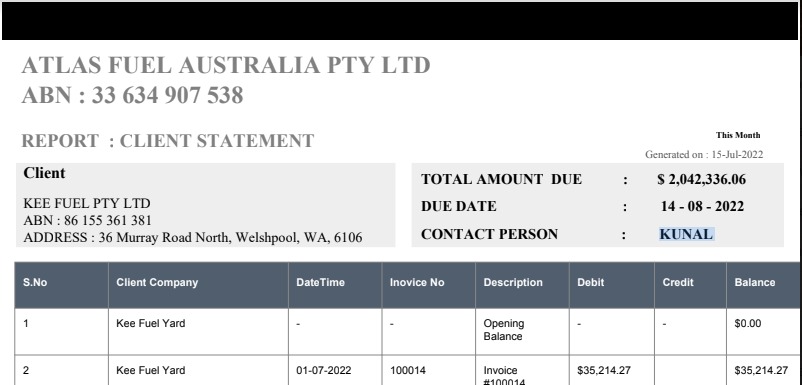 ATLAS FUEL AUSTRALIA PTY LTD
ABN : 33 634 907 538
REPORT : CLIENT STATEMENT
This Month
Generated on : 15-Jul-2022
Client
KEE FUEL PTY LTD
ABN : 86 155 361 381
ADDRESS : 36 Murray Road North, Welshpool, WA, 6106
TOTAL AMOUNT DUE : $ 2,042,336.06
DUE DATE : 14 - 08 - 2022
CONTACT PERSON : KUNAL
S.No Client Company DateTime Inovice No Description Debit Credit Balance
1 Kee Fuel Yard - - Opening - - $0.00
Balance
2 Kee Fuel Yard 01-07-2022 100014 Invoice $35,214.27 $35,214.27
#100014